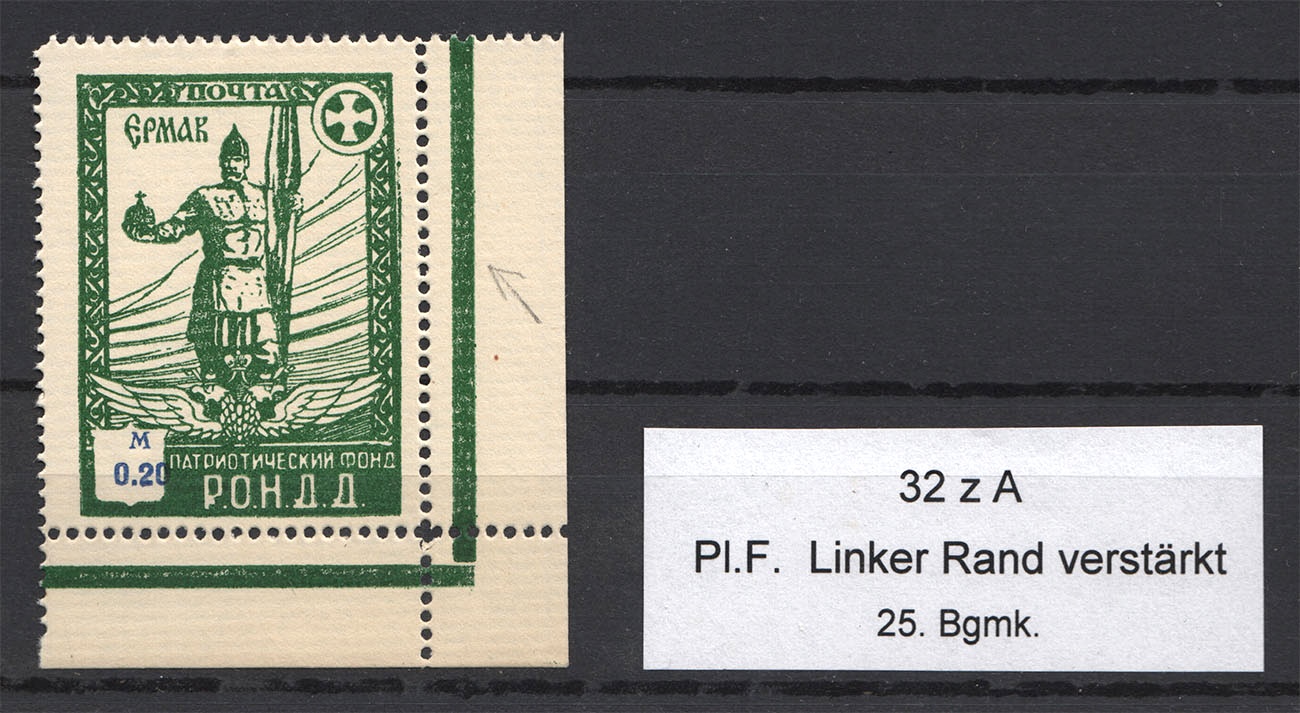 ПОЧТА
ЕРМАК
М
0.20
ПАТРИОТИЧЕСКИЙ ФОНД
Р.О.Н.Д.Д.
32 z A
Pl.F. Linker Rand verstärkt
25. Bgmk.